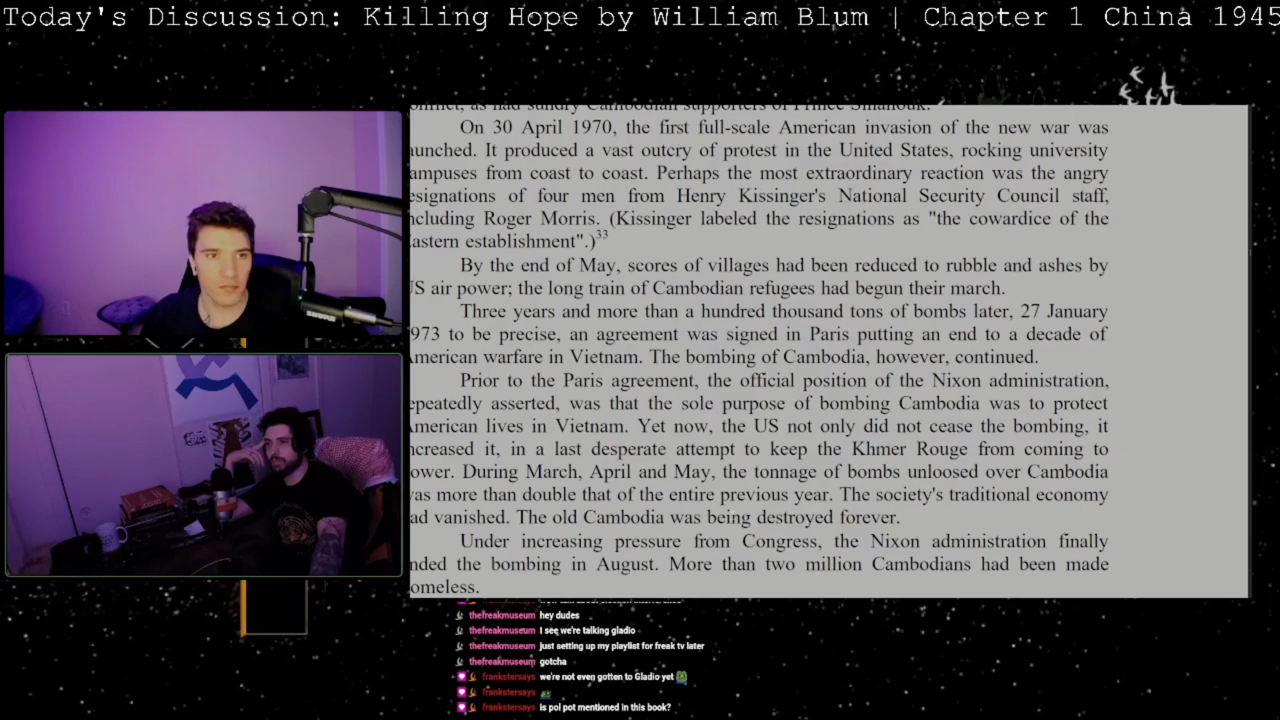 Today's Discussion: Killing Hope by William Blum | Chapter 1 China 1945
onflict, as had sundry Cambodian supporters of Prince Sihanouk.
On 30 April 1970, the first full-scale American invasion of the new war was
aunched. It produced a vast outcry of protest in the United States, rocking university
ampuses from coast to coast. Perhaps the most extraordinary reaction was the angry
esignations of four men from Henry Kissinger's National Security Council staff,
ncluding Roger Morris. (Kissinger labeled the resignations as "the cowardice of the
astern establishment".)33
By the end of May, scores of villages had been reduced to rubble and ashes by
US air power; the long train of Cambodian refugees had begun their march.
Three years and more than a hundred thousand tons of bombs later, 27 January
973 to be precise, an agreement was signed in Paris putting an end to a decade of
merican warfare in Vietnam. The bombing of Cambodia, however, continued.
Prior to the Paris agreement, the official position of the Nixon administration,
epeatedly asserted, was that the sole purpose of bombing Cambodia was to protect
merican lives in Vietnam. Yet now, the US not only did not cease the bombing, it
ncreased it, in a last desperate attempt to keep the Khmer Rouge from coming to
ower. During March, April and May, the tonnage of bombs unloosed over Cambodia
as more than double that of the entire previous year. The society's traditional economy
ad vanished. The old Cambodia was being destroyed forever.
Under increasing pressure from Congress, the Nixon administration finally
nded the bombing in August. More than two million Cambodians had been made
omeless.
thefreakmuseum hey dudes
thefreakmuseum I see we're talking gladio
thefreakmuseum just setting up my playlist for freak tv later
thefreakmuseum gotcha
frankstersays we're not even gotten to Gladio yet
frankstersays
frankstersays is pol pot mentioned in this book?
SHURE